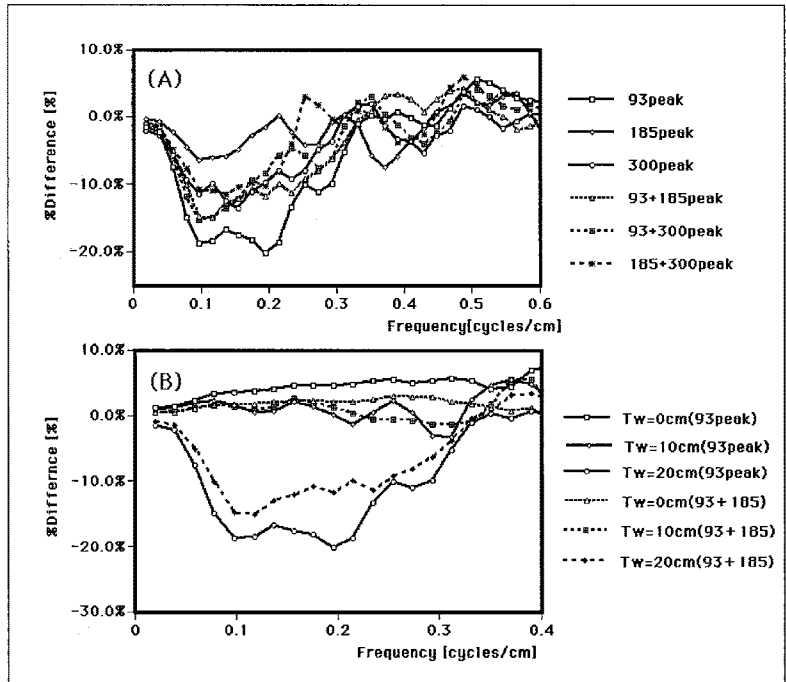 10.0%
0.0%
-10.0%
-20.0%
%Difference [%]
(A)
0
0.1
0.2
0.3
0.4
0.5
0.6
Frequency[cycles/cm]
93peak
185peak
300peak
93+185peak
93+300peak
185+300peak
10.0%
0.0%
-10.0%
-20.0%
-30.0%
%Differnce [%]
(B)
0
0.1
0.2
0.3
0.4
Frequency [cycles/cm]
Tw=0cm(93peak)
Tw=10cm(93peak)
Tw=20cm(93peak)
Tw=0cm(93+185)
Tw=10cm(93+185)
Tw=20cm(93+185)